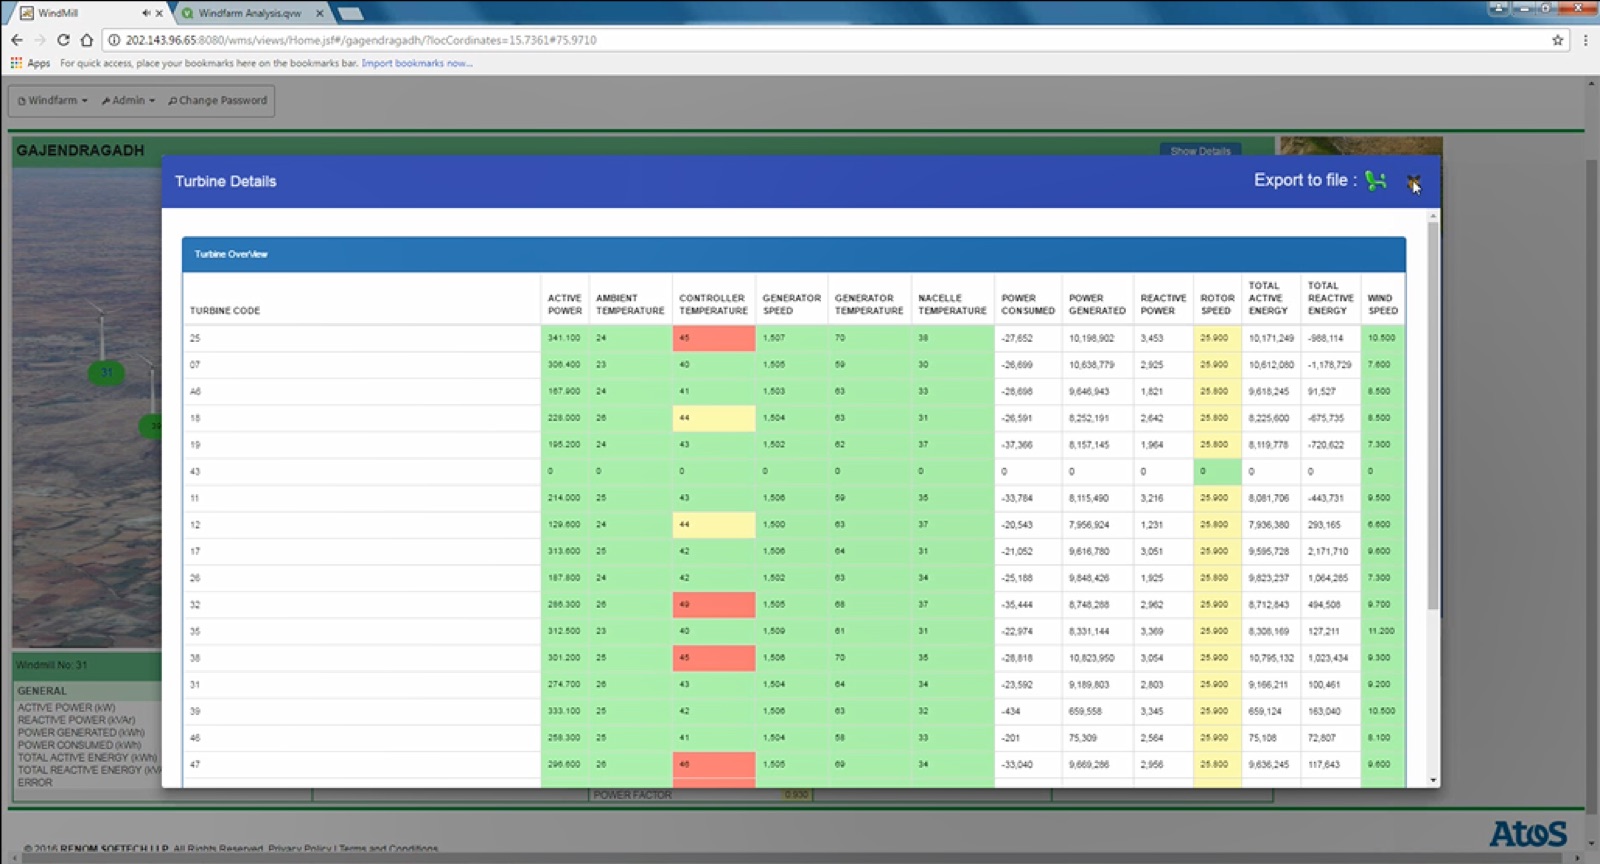 WindMill
Windfarm Analysis.qvw
202.143.96.65:8080/wms/views/Home.jsf#/gagendragadh/?locCordinates=15.7361#75.9710
Apps For quick access, place your bookmarks here on the bookmarks bar. Import bookmarks now...
Windfarm Admin Change Password
GAJENDRAGADH
Show Details
Turbine Details
Export to file :
Turbine OverView
TURBINE CODE ACTIVE POWER AMBIENT TEMPERATURE CONTROLLER TEMPERATURE GENERATOR SPEED GENERATOR TEMPERATURE NACELLE TEMPERATURE POWER CONSUMED POWER GENERATED REACTIVE POWER ROTOR SPEED TOTAL ACTIVE ENERGY TOTAL REACTIVE ENERGY WIND SPEED
25 341.100 24 45 1,507 70 38 -27,652 10,198,902 3,453 25.900 10,171,249 -988,114 10.500
07 306.400 23 40 1,505 59 30 -26,699 10,638,779 2,925 25.900 10,612,080 -1,178,729 7.600
A6 167.900 24 41 1,503 63 33 -28,698 9,646,943 1,821 25.800 9,618,245 91,527 8.500
18 228.000 26 44 1,504 63 31 -26,591 8,252,191 2,642 25.800 8,225,600 -675,735 8.500
19 195.200 24 43 1,502 62 37 -37,366 8,157,145 1,964 25.800 8,119,778 -720,622 7.300
43 0 0 0 0 0 0 0 0 0 0 0 0 0
11 214.000 25 43 1,506 59 35 -33,784 8,115,490 3,216 25.900 8,081,706 -443,731 9.500
12 129.600 24 44 1,500 63 37 -20,543 7,956,924 1,231 25.800 7,936,380 293,165 6.600
17 313.600 25 42 1,506 64 31 -21,052 9,616,780 3,051 25.900 9,595,728 2,171,710 9.600
26 187.800 24 42 1,502 63 34 -25,188 9,848,426 1,925 25.800 9,823,237 1,064,285 7.300
32 286.300 26 49 1,505 68 37 -35,444 8,748,288 2,962 25.900 8,712,843 494,508 9.700
35 312.500 23 40 1,509 61 31 -22,974 8,331,144 3,369 25.900 8,308,169 127,211 11.200
38 301.200 25 45 1,506 70 35 -28,818 10,823,950 3,054 25.900 10,795,132 1,023,434 9.300
31 274.700 26 43 1,504 64 34 -23,592 9,189,803 2,803 25.900 9,166,211 100,461 9.200
39 333.100 25 42 1,506 63 32 -434 659,558 3,345 25.900 659,124 163,040 10.500
46 258.300 25 41 1,504 58 33 -201 75,309 2,564 25.900 75,108 72,807 8.100
47 296.600 26 46 1,505 69 34 -33,040 9,669,286 2,956 25.800 9,636,245 117,643 9.600
31
39
Windmill No: 31
GENERAL
ACTIVE POWER (kW)
REACTIVE POWER (kVAr)
POWER GENERATED (kWh)
POWER CONSUMED (kWh)
TOTAL ACTIVE ENERGY (kWh)
TOTAL REACTIVE ENERGY
ERROR
POWER FACTOR 0.930
Atos
© 2016 RENOM SOFTECH LLP. All Rights Reserved. Privacy Policy | Terms and Conditions